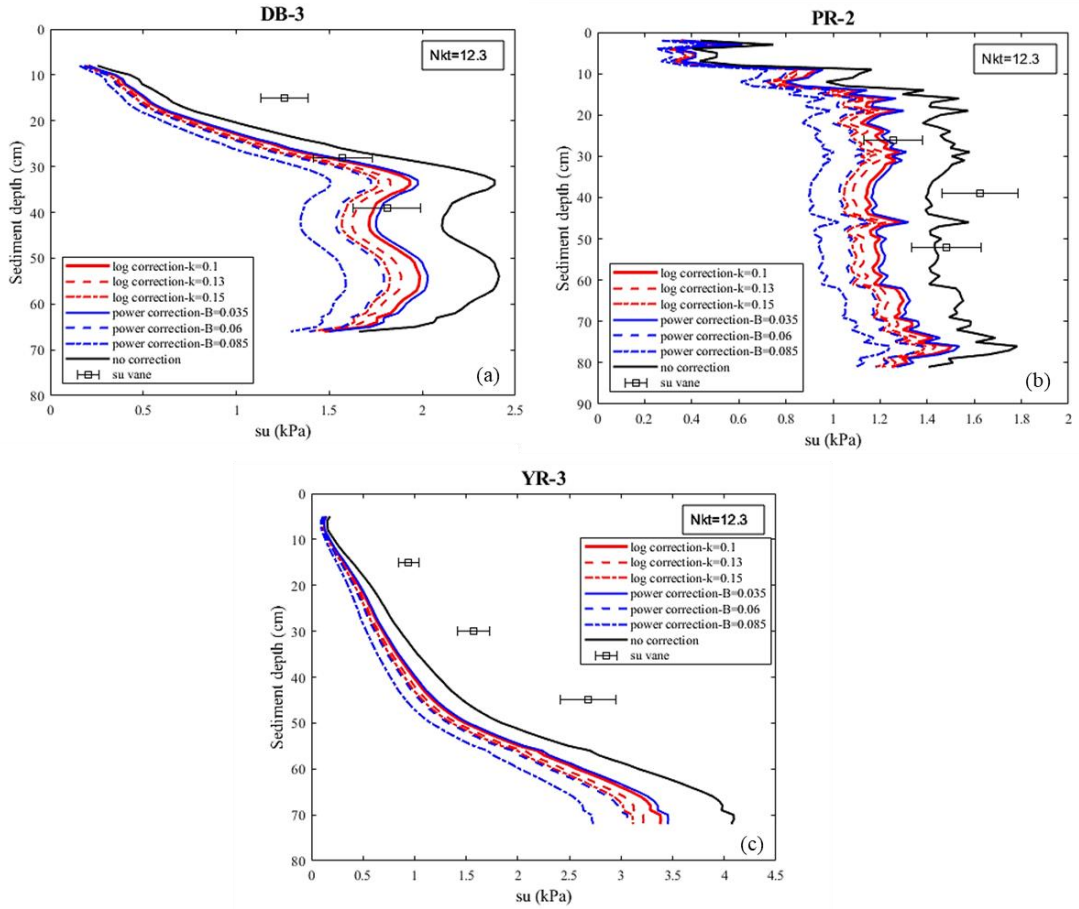 DB-3
0
10
20
30
40
50
60
70
80
Sediment depth (cm)
Nkt=12.3
log correction-k=0.1
log correction-k=0.13
log correction-k=0.15
power correction-B=0.035
power correction-B=0.06
power correction-B=0.085
no correction
su vane
(a)
0 0.5 1 1.5 2 2.5
su (kPa)
PR-2
0
10
20
30
40
50
60
70
80
90
Sediment depth (cm)
Nkt=12.3
log correction-k=0.1
log correction-k=0.13
log correction-k=0.15
power correction-B=0.035
power correction-B=0.06
power correction-B=0.085
no correction
su vane
(b)
0 0.2 0.4 0.6 0.8 1 1.2 1.4 1.6 1.8 2
su (kPa)
YR-3
0
10
20
30
40
50
60
70
80
Sediment depth (cm)
Nkt=12.3
log correction-k=0.1
log correction-k=0.13
log correction-k=0.15
power correction-B=0.035
power correction-B=0.06
power correction-B=0.085
no correction
su vane
(c)
0 0.5 1 1.5 2 2.5 3 3.5 4 4.5
su (kPa)